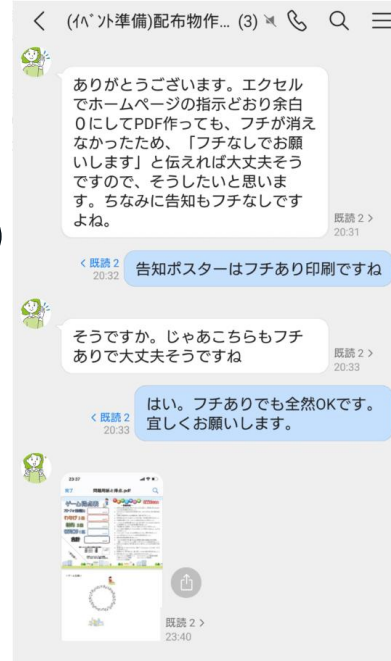 (イベント準備)配布物作... (3)
ありがとうございます。エクセル
でホームページの指示どおり余白
０にしてPDF作っても、フチが消え
なかったため、「フチなしでお願
いします」と伝えれば大丈夫そう
ですので、そうしたいと思いま
す。ちなみに告知もフチなしです
よね。
既読 2 >
20:31
< 既読 2
20:32
告知ポスターはフチあり印刷ですね
そうですか。じゃあこちらもフチ
ありで大丈夫そうですね
既読 2 >
20:33
はい。フチありでも全然OKです。
宜しくお願いします。
< 既読 2
20:33
23:37
完了
既読 2 >
23:40